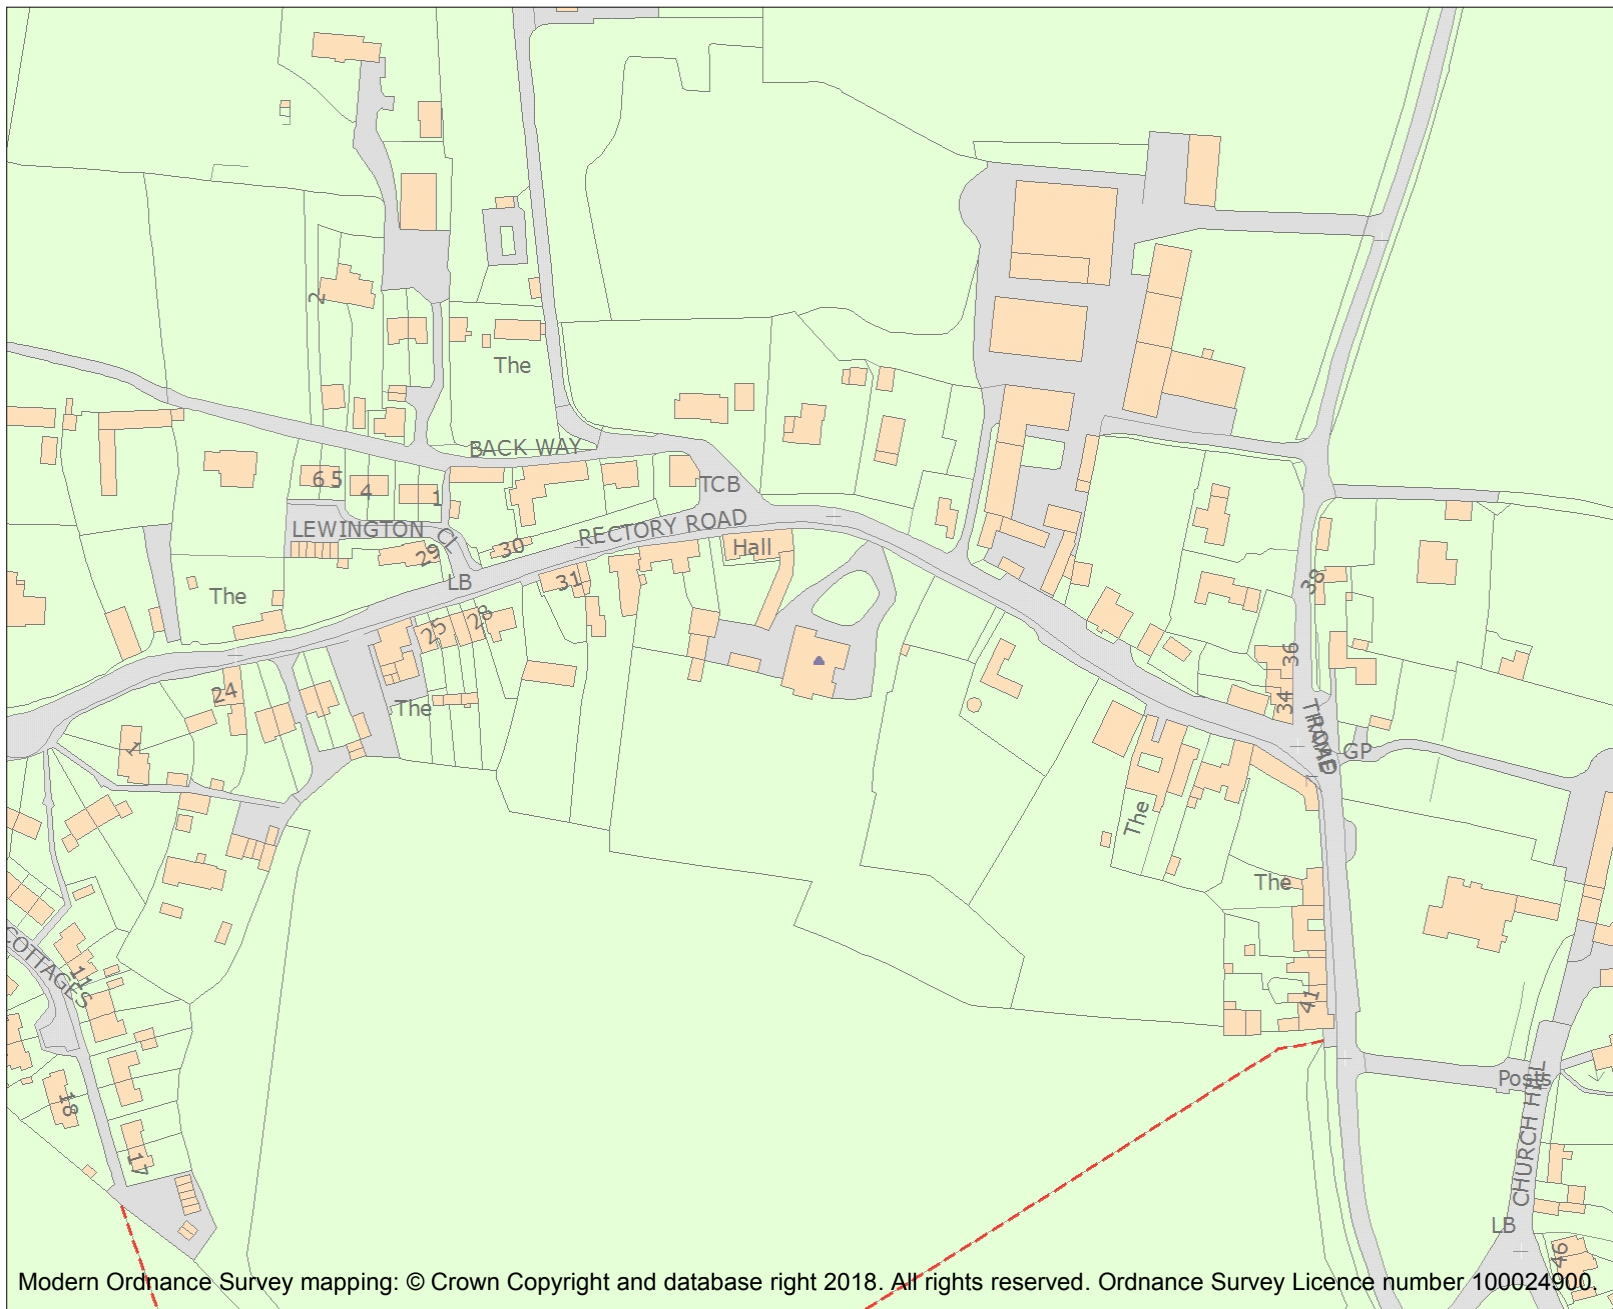 2
The
BACK WAY
TCB
6 5
4
1
LEWINGTON
CL
RECTORY ROAD
Hall
29
30
LB
31
The
25
28
38
36
34
24
The
1
ROAD
GP
The
The
COTTAGES
11
41
Posts
18
CHURCH HILL
17
LB
46
Modern Ordnance Survey mapping: © Crown Copyright and database right 2018. All rights reserved. Ordnance Survey Licence number 100024900.